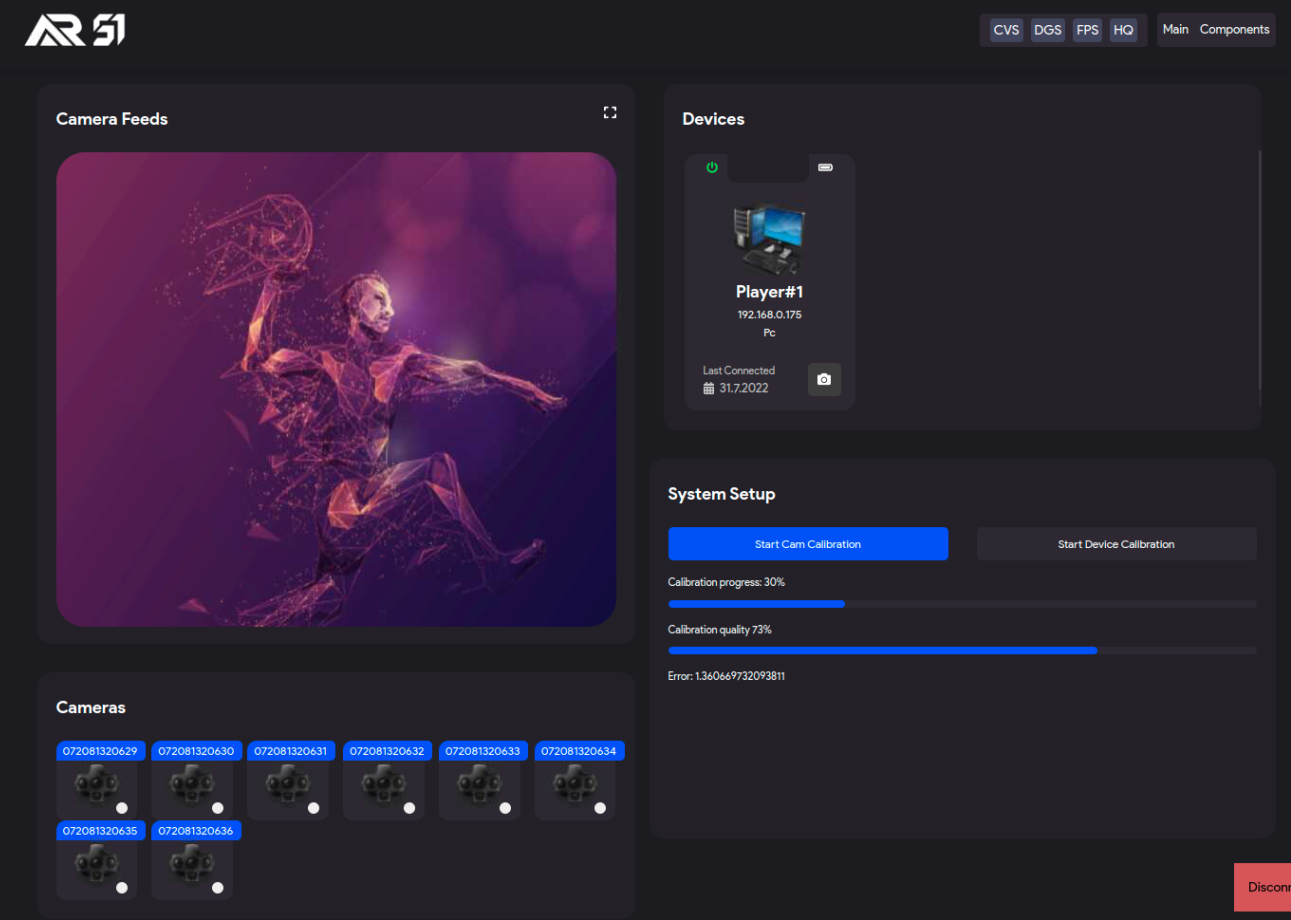 AR 51
CVS DGS FPS HQ Main Components
Camera Feeds
Devices
Player#1
192.168.0.175
Pc
Last Connected
31.7.2022
System Setup
Start Cam Calibration Start Device Calibration
Calibration progress: 30%
Calibration quality 73%
Error: 1.360669732093811
Cameras
072081320629 072081320630 072081320631 072081320632 072081320633 072081320634
072081320635 072081320636